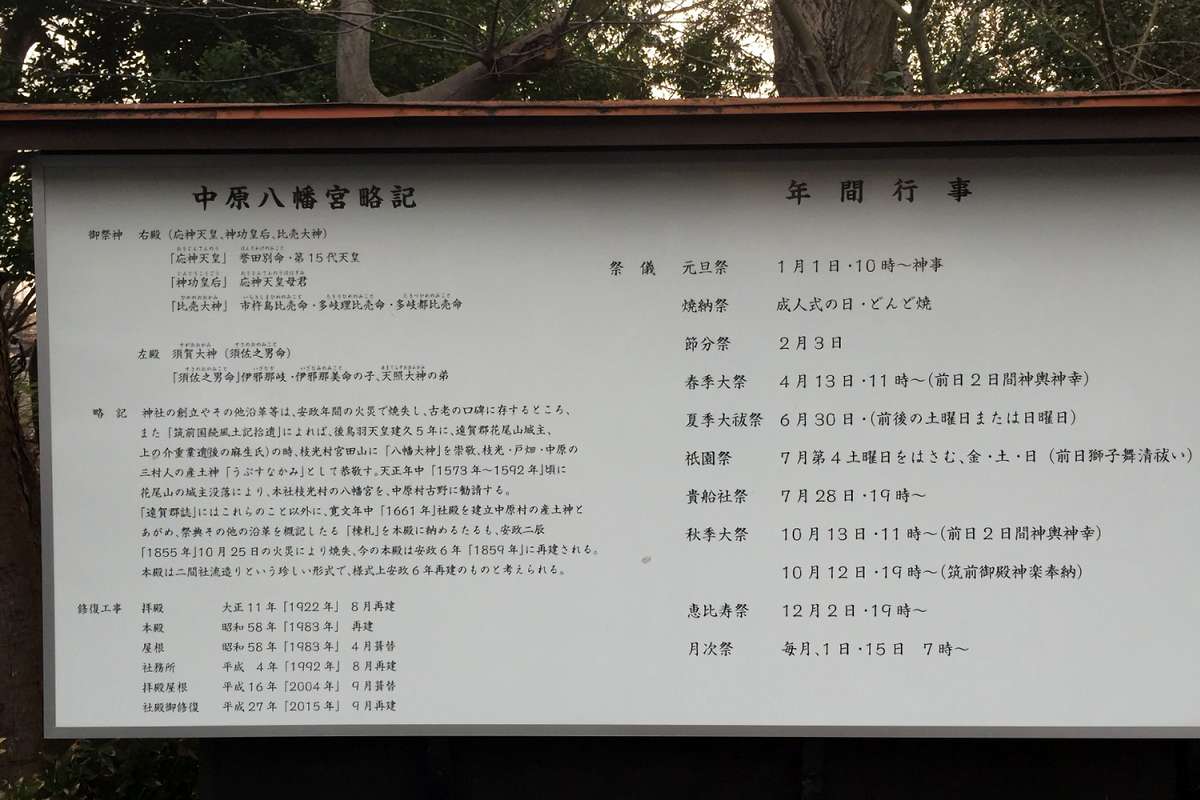 中原八幡宮略記
御祭神 右殿（応神天皇、神功皇后、比売大神）
「応神天皇」 誉田別命・第15代天皇
「神功皇后」 応神天皇母君
「比売大神」 市杵島比売命・多岐理比売命・多岐都比売命
左殿 須賀大神（須佐之男命）
「須佐之男命」伊邪那岐・伊邪那美命の子、天照大神の弟
略記 神社の創立やその他沿革等は、安政年間の火災で焼失し、古老の口碑に存するところ、
また「筑前国続風土記拾遺」によれば、後鳥羽天皇建久5年に、遠賀郡花尾山城主、
上の介重業遺(後の麻生氏)の時、枝光村宮田山に「八幡大神」を崇敬、枝光・戸畑・中原の
三村人の産土神「うぶすなかみ」として恭敬す。天正年中「1573年〜1592年」頃に
花尾山の城主没落により、本社枝光村の八幡宮を、中原村古野に勧請する。
「遠賀郡誌」にはこれらのこと以外に、寛文年中「1661年」社殿を建立中原村の産土神と
あがめ、祭典その他の沿革を概記したる「棟札」を本殿に納めるたるも、安政二辰
「1855年」10月25日の火災により焼失、今の本殿は安政6年「1859年」に再建される。
本殿は二間社流造りという珍しい形式で、様式上安政6年再建のものと考えられる。
修復工事 拝殿 大正11年「1922年」 8月再建
本殿 昭和58年「1983年」 再建
屋根 昭和58年「1983年」 4月葺替
社務所 平成 4年「1992年」 8月再建
拝殿屋根 平成16年「2004年」 9月葺替
社殿御修復 平成27年「2015年」 9月再建
年間行事
祭儀 元旦祭 1月1日・10時〜神事
焼納祭 成人式の日・どんど焼
節分祭 2月3日
春季大祭 4月13日・11時〜(前日2日間神輿神幸)
夏季大祓祭 6月30日・(前後の土曜日または日曜日)
祇園祭 7月第4土曜日をはさむ、金・土・日（前日獅子舞清祓い）
貴船社祭 7月28日・19時〜
秋季大祭 10月13日・11時〜(前日2日間神輿神幸)
10月12日・19時〜(筑前御殿神楽奉納)
恵比寿祭 12月2日・19時〜
月次祭 毎月、1日・15日 7時〜